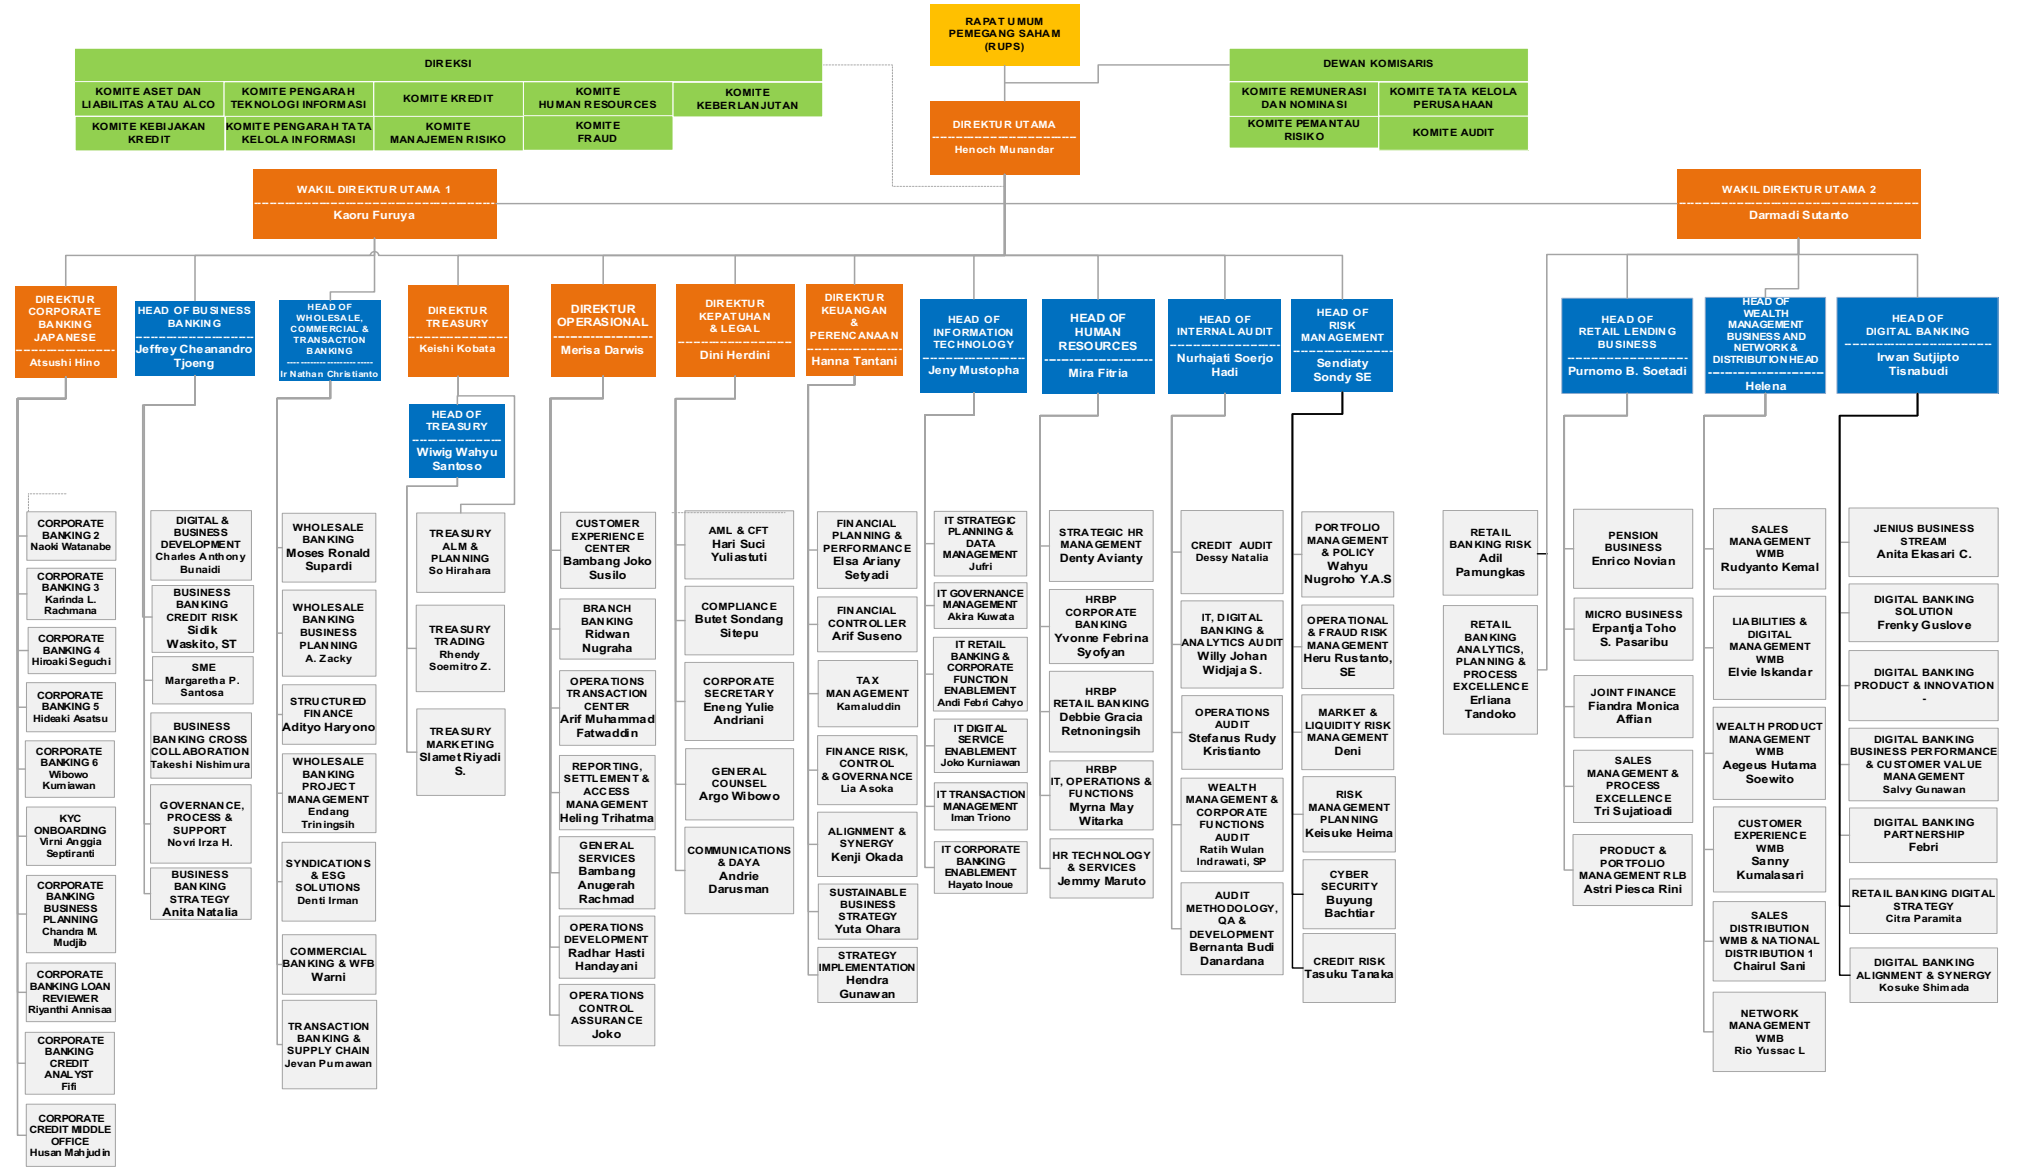 RAPAT UMUM
PEMEGANG SAHAM
(RUPS)
DIREKSI
KOMITE ASET DAN
LIABILITAS ATAU ALCO
KOMITE PENGARAH
TEKNOLOGI INFORMASI
KOMITE KREDIT
KOMITE
HUMAN RESOURCES
KOMITE
KEBERLANJUTAN
KOMITE KEBIJAKAN
KREDIT
KOMITE PENGARAH TATA
KELOLA INFORMASI
KOMITE
MANAJEMEN RISIKO
KOMITE
FRAUD
DEWAN KOMISARIS
KOMITE REMUNERASI
DAN NOMINASI
KOMITE TATA KELOLA
PERUSAHAAN
KOMITE PEMANTAU
RISIKO
KOMITE AUDIT
DIREKTUR UTAMA
Henoch Munandar
WAKIL DIREKTUR UTAMA 1
Kaoru Furuya
WAKIL DIREKTUR UTAMA 2
Darmadi Sutanto
DIREKTUR
CORPORATE
BANKING
JAPANESE
Atsushi Hino
HEAD OF BUSINESS
BANKING
Jeffrey Cheanandro
Tjoeng
HEAD OF
WHOLESALE,
COMMERCIAL &
TRANSACTION
BANKING
Ir Nathan Christianto
DIREKTUR
TREASURY
Keishi Kobata
HEAD OF
TREASURY
Wiwig Wahyu
Santoso
DIREKTUR
OPERASIONAL
Merisa Darwis
DIREKTUR
KEPATUHAN
& LEGAL
Dini Herdini
DIREKTUR
KEUANGAN
&
PERENCANAAN
Hanna Tantani
HEAD OF
INFORMATION
TECHNOLOGY
Jeny Mustopha
HEAD OF
HUMAN
RESOURCES
Mira Fitria
HEAD OF
INTERNAL AUDIT
Nurhajati Soerjo
Hadi
HEAD OF
RISK
MANAGEMENT
Sendiaty
Sondy SE
HEAD OF
RETAIL LENDING
BUSINESS
Purnomo B. Soetadi
HEAD OF
WEALTH
MANAGEMENT
BUSINESS AND
NETWORK &
DISTRIBUTION HEAD
Helena
HEAD OF
DIGITAL BANKING
Irwan Sutjipto
Tisnabudi
CORPORATE
BANKING 2
Naoki Watanabe
CORPORATE
BANKING 3
Karinda L.
Rachmana
CORPORATE
BANKING 4
Hiroaki Seguchi
CORPORATE
BANKING 5
Hideaki Asatsu
CORPORATE
BANKING 6
Wibowo
Kurniawan
KYC
ONBOARDING
Virni Anggia
Septiranti
CORPORATE
BANKING
BUSINESS
PLANNING
Chandra M.
Mudjib
CORPORATE
BANKING LOAN
REVIEWER
Riyanthi Annisaa
CORPORATE
BANKING
CREDIT
ANALYST
Fifi
CORPORATE
CREDIT MIDDLE
OFFICE
Husan Mahjudin
DIGITAL &
BUSINESS
DEVELOPMENT
Charles Anthony
Bunaidi
BUSINESS
BANKING
CREDIT RISK
Sidik
Waskito, ST
SME
Margaretha P.
Santosa
BUSINESS
BANKING CROSS
COLLABORATION
Takeshi Nishimura
GOVERNANCE,
PROCESS &
SUPPORT
Novri Irza H.
BUSINESS
BANKING
STRATEGY
Anita Natalia
WHOLESALE
BANKING
Moses Ronald
Supardi
WHOLESALE
BANKING
BUSINESS
PLANNING
A. Zacky
STRUCTURED
FINANCE
Adityo Haryono
WHOLESALE
BANKING
PROJECT
MANAGEMENT
Endang
Triningsih
SYNDICATIONS
& ESG
SOLUTIONS
Denti Irman
COMMERCIAL
BANKING & WFB
Warni
TRANSACTION
BANKING &
SUPPLY CHAIN
Jevan Purnawan
TREASURY
ALM &
PLANNING
So Hirahara
TREASURY
TRADING
Rhendy
Soemitro Z.
TREASURY
MARKETING
Slamet Riyadi
S.
CUSTOMER
EXPERIENCE
CENTER
Bambang Joko
Susilo
BRANCH
BANKING
Ridwan
Nugraha
OPERATIONS
TRANSACTION
CENTER
Arif Muhammad
Fatwaddin
REPORTING,
SETTLEMENT &
ACCESS
MANAGEMENT
Heling Trihatma
GENERAL
SERVICES
Bambang
Anugerah
Rachmad
OPERATIONS
DEVELOPMENT
Radhar Hasti
Handayani
OPERATIONS
CONTROL
ASSURANCE
Joko
AML & CFT
Hari Suci
Yuliastuti
COMPLIANCE
Butet Sondang
Sitepu
CORPORATE
SECRETARY
Eneng Yulie
Andriani
GENERAL
COUNSEL
Argo Wibowo
COMMUNICATIONS
& DAYA
Andrie
Darusman
FINANCIAL
PLANNING &
PERFORMANCE
Elsa Ariany
Setyadi
FINANCIAL
CONTROLLER
Arif Suseno
TAX
MANAGEMENT
Kamaluddin
FINANCE RISK,
CONTROL
& GOVERNANCE
Lia Asoka
ALIGNMENT &
SYNERGY
Kenji Okada
SUSTAINABLE
BUSINESS
STRATEGY
Yuta Ohara
STRATEGY
IMPLEMENTATION
Hendra
Gunawan
IT STRATEGIC
PLANNING &
DATA
MANAGEMENT
Jufri
IT GOVERNANCE
MANAGEMENT
Akira Kuwata
IT RETAIL
BANKING &
CORPORATE
FUNCTION
ENABLEMENT
Andi Febri Cahyo
IT DIGITAL
SERVICE
ENABLEMENT
Joko Kurniawan
IT TRANSACTION
MANAGEMENT
Iman Triono
IT CORPORATE
BANKING
ENABLEMENT
Hayato Inoue
STRATEGIC HR
MANAGEMENT
Denty Avianty
HRBP
CORPORATE
BANKING
Yvonne Febrina
Syofyan
HRBP
RETAIL BANKING
Debbie Gracia
Retnoningsih
HRBP
IT, OPERATIONS &
FUNCTIONS
Myrna May
Witarka
HR TECHNOLOGY
& SERVICES
Jemmy Maruto
CREDIT AUDIT
Dessy Natalia
IT, DIGITAL
BANKING &
ANALYTICS AUDIT
Willy Johan
Widjaja S.
OPERATIONS
AUDIT
Stefanus Rudy
Kristianto
WEALTH
MANAGEMENT &
CORPORATE
FUNCTIONS
AUDIT
Ratih Wulan
Indrawati, SP
AUDIT
METHODOLOGY,
QA &
DEVELOPMENT
Bernanta Budi
Danardana
PORTFOLIO
MANAGEMENT
& POLICY
Wahyu
Nugroho Y.A.S
OPERATIONAL
& FRAUD RISK
MANAGEMENT
Heru Rustanto,
SE
MARKET &
LIQUIDITY RISK
MANAGEMENT
Deni
RISK
MANAGEMENT
PLANNING
Keisuke Heima
CYBER
SECURITY
Buyung
Bachtiar
CREDIT RISK
Tasuku Tanaka
RETAIL
BANKING RISK
Adil
Pamungkas
RETAIL
BANKING
ANALYTICS,
PLANNING &
PROCESS
EXCELLENCE
Erliana
Tandoko
PENSION
BUSINESS
Enrico Novian
MICRO BUSINESS
Erpantja Toho
S. Pasaribu
JOINT FINANCE
Fiandra Monica
Affian
SALES
MANAGEMENT &
PROCESS
EXCELLENCE
Tri Sujatioadi
PRODUCT &
PORTFOLIO
MANAGEMENT RLB
Astri Piesca Rini
SALES
MANAGEMENT
WMB
Rudyanto Kemal
LIABILITIES &
DIGITAL
MANAGEMENT
WMB
Elvie Iskandar
WEALTH PRODUCT
MANAGEMENT
WMB
Aegeus Hutama
Soewito
CUSTOMER
EXPERIENCE
WMB
Sanny
Kumalasari
SALES
DISTRIBUTION
WMB & NATIONAL
DISTRIBUTION 1
Chairul Sani
NETWORK
MANAGEMENT
WMB
Rio Yussac L
JENIUS BUSINESS
STREAM
Anita Ekasari C.
DIGITAL BANKING
SOLUTION
Frenky Guslove
DIGITAL BANKING
PRODUCT & INNOVATION
-
DIGITAL BANKING
BUSINESS PERFORMANCE
& CUSTOMER VALUE
MANAGEMENT
Salvy Gunawan
DIGITAL BANKING
PARTNERSHIP
Febri
RETAIL BANKING DIGITAL
STRATEGY
Citra Paramita
DIGITAL BANKING
ALIGNMENT & SYNERGY
Kosuke Shimada